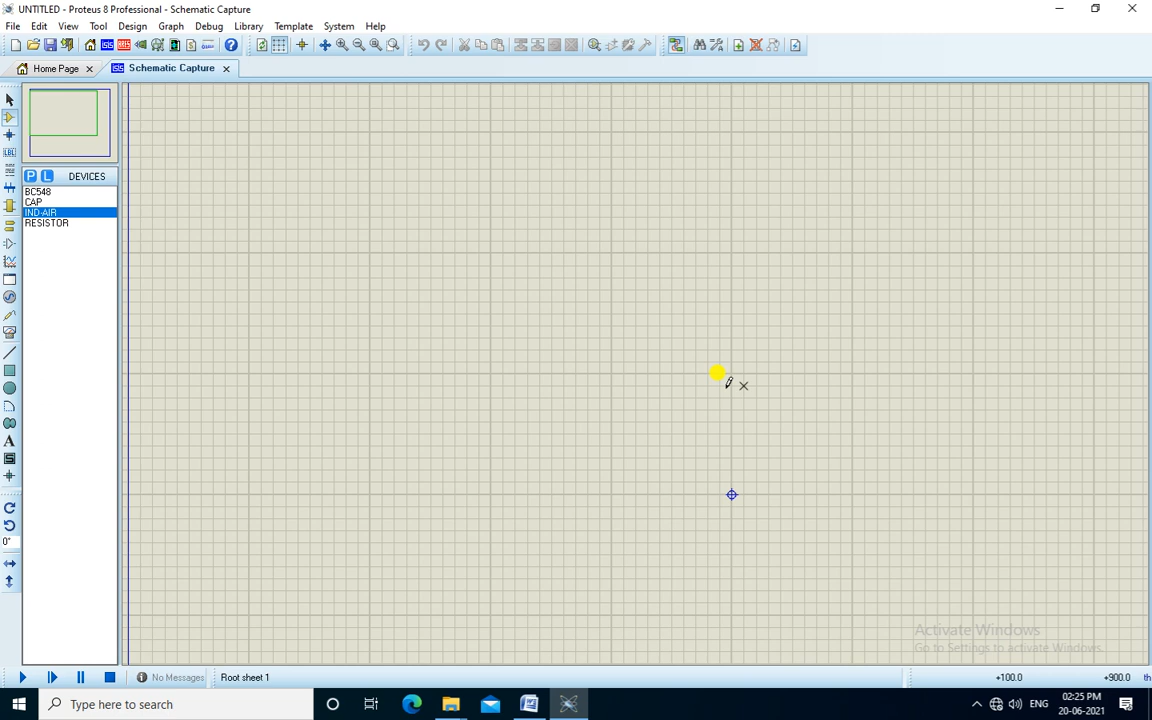 UNTITLED - Proteus 8 Professional - Schematic Capture
File Edit View Tool Design Graph Debug Library Template System Help
Home Page Schematic Capture
P L DEVICES
BC548
CAP
IND-AIR
RESISTOR
LBL
A
S
0°
Activate Windows
Go to Settings to activate Windows.
No Messages Root sheet 1 +100.0 +900.0 th
Type here to search ENG 02:25 PM
20-06-2021